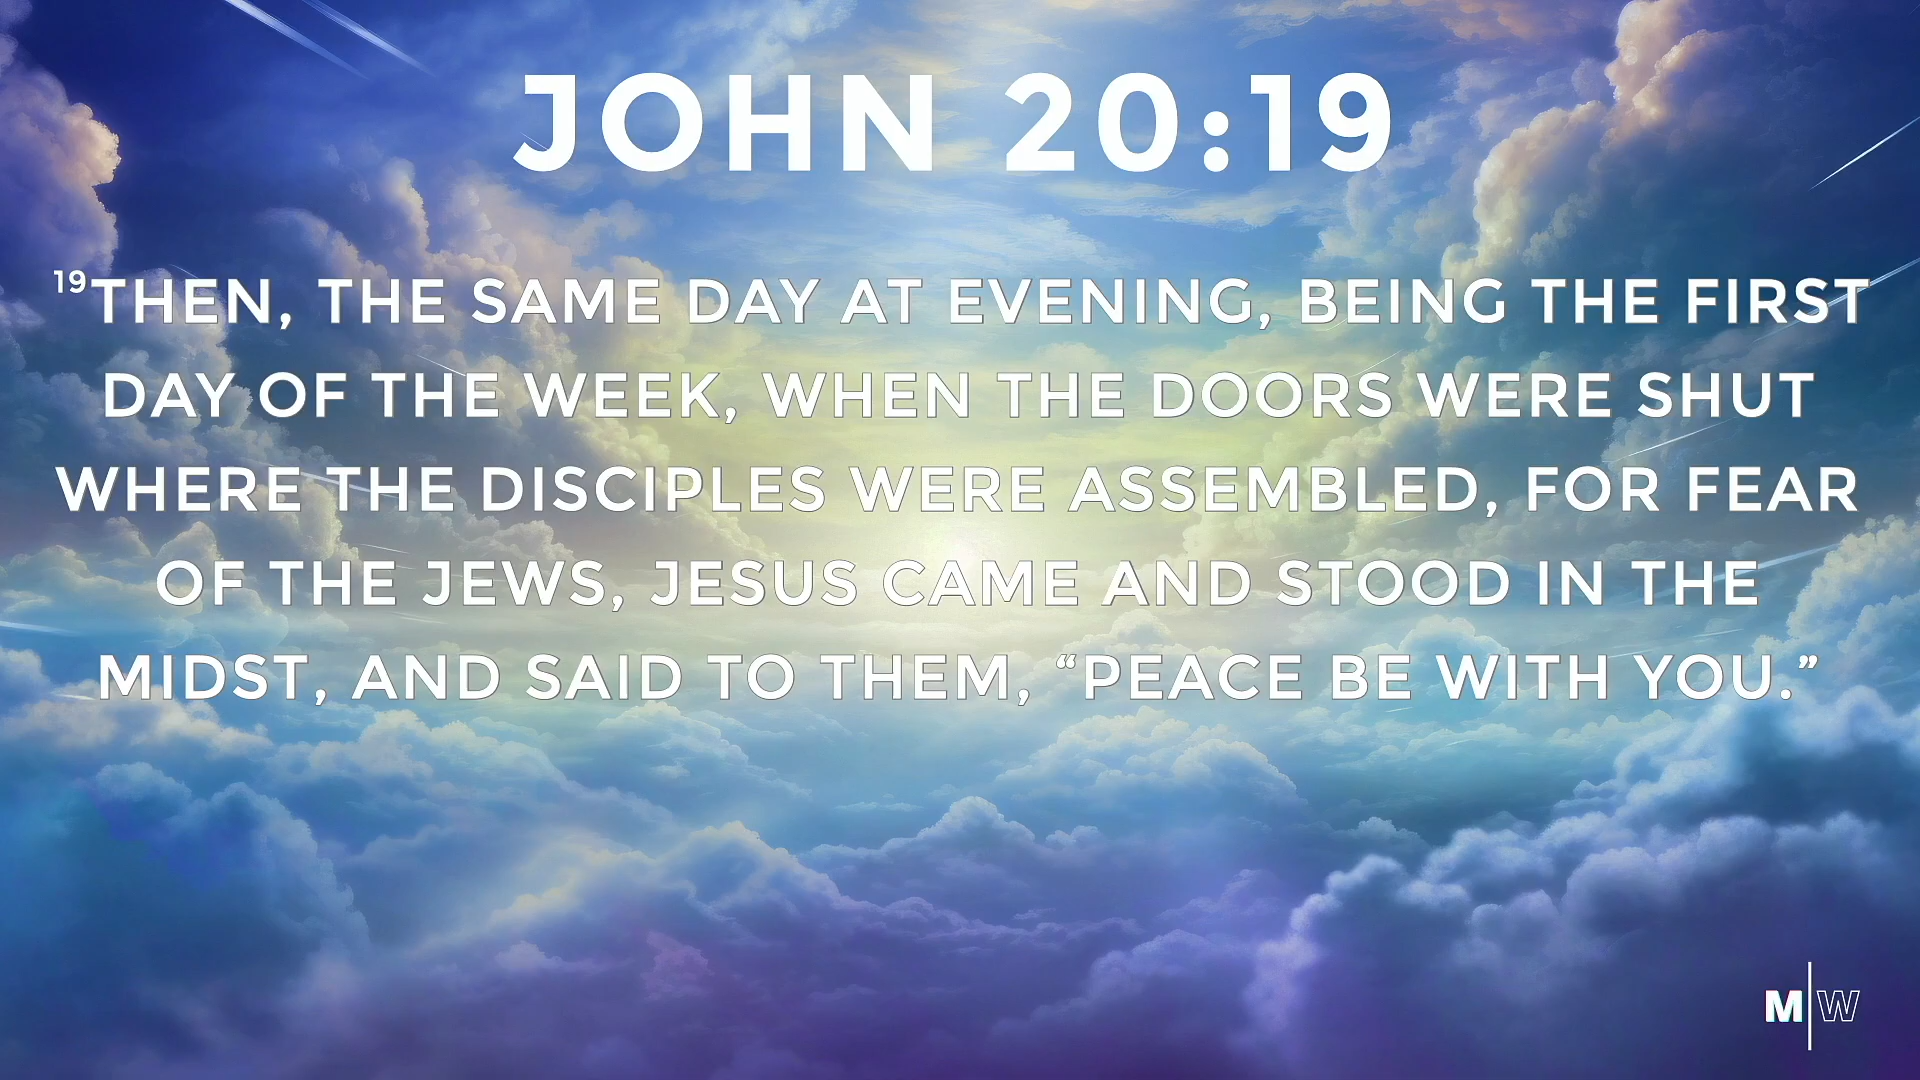 JOHN 20:19
19THEN, THE SAME DAY AT EVENING, BEING THE FIRST
DAY OF THE WEEK, WHEN THE DOORS WERE SHUT
WHERE THE DISCIPLES WERE ASSEMBLED, FOR FEAR
OF THE JEWS, JESUS CAME AND STOOD IN THE
MIDST, AND SAID TO THEM, “PEACE BE WITH YOU.”
M|W